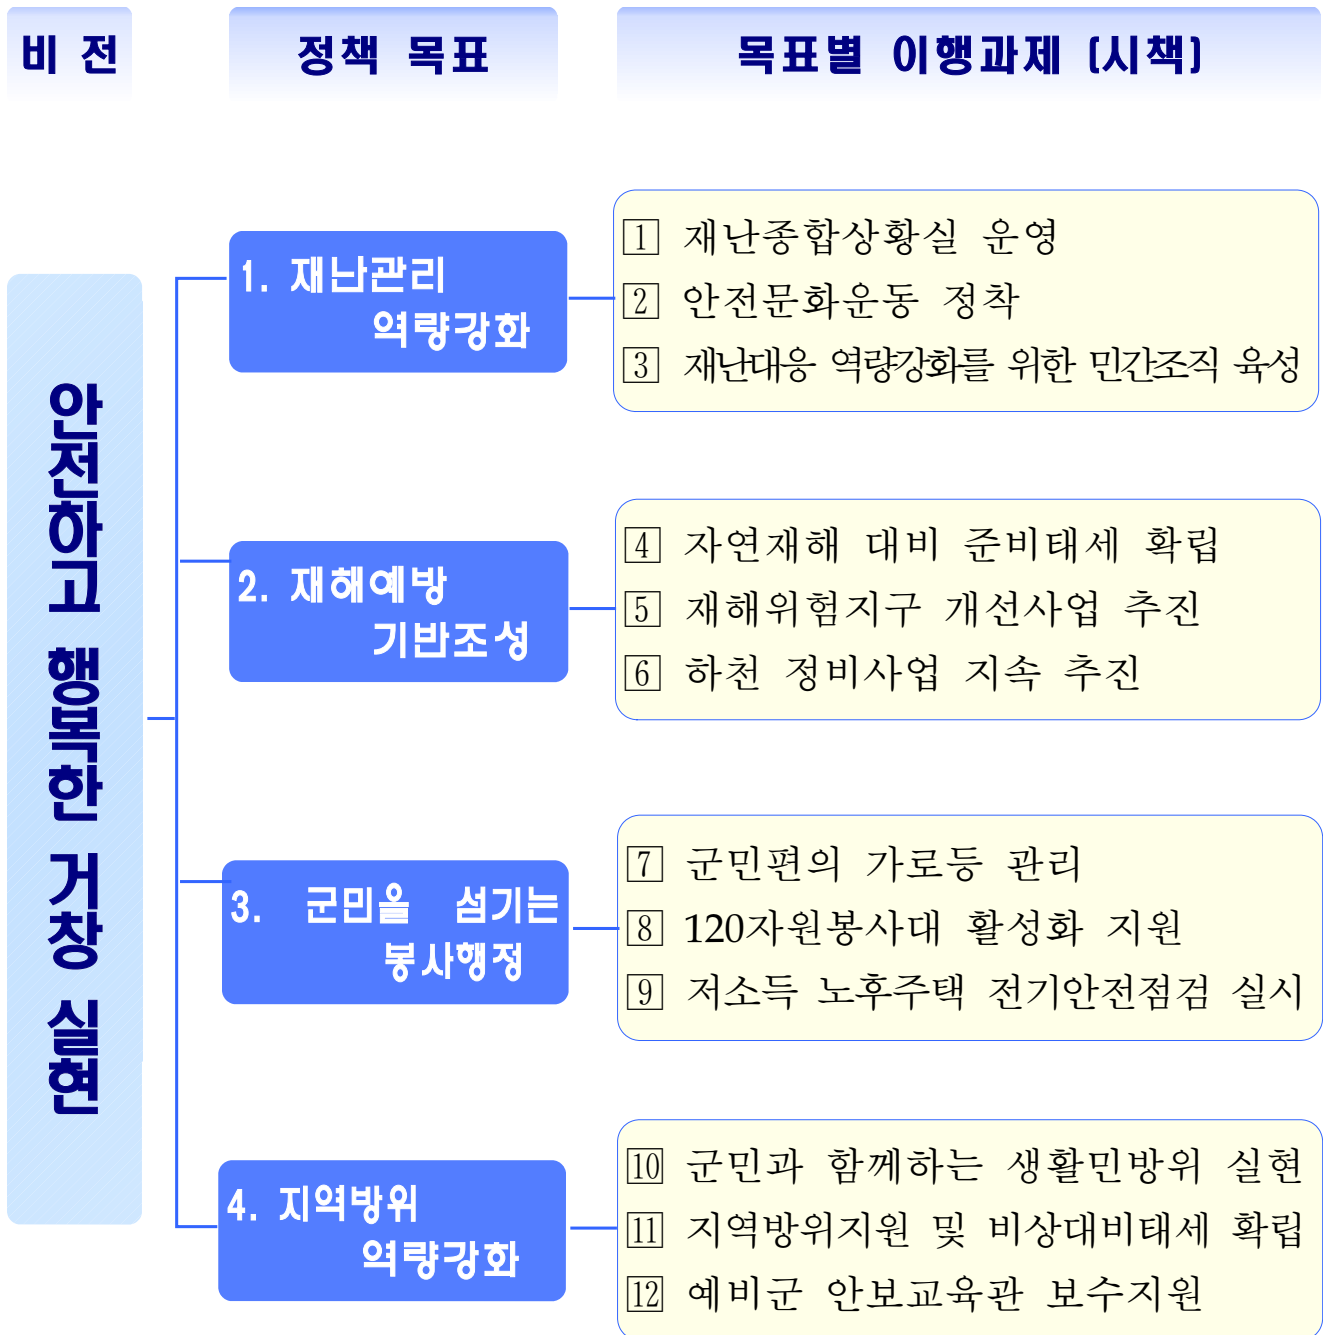 비 전
정책 목표
목표별 이행과제 (시책)
안전하고 행복한 거창 실현
1. 재난관리
역량강화
1 재난종합상황실 운영
2 안전문화운동 정착
3 재난대응 역량강화를 위한 민간조직 육성
2. 재해예방
기반조성
4 자연재해 대비 준비태세 확립
5 재해위험지구 개선사업 추진
6 하천 정비사업 지속 추진
3. 군민을 섬기는
봉사행정
7 군민편의 가로등 관리
8 120자원봉사대 활성화 지원
9 저소득 노후주택 전기안전점검 실시
4. 지역방위
역량강화
10 군민과 함께하는 생활민방위 실현
11 지역방위지원 및 비상대비태세 확립
12 예비군 안보교육관 보수지원